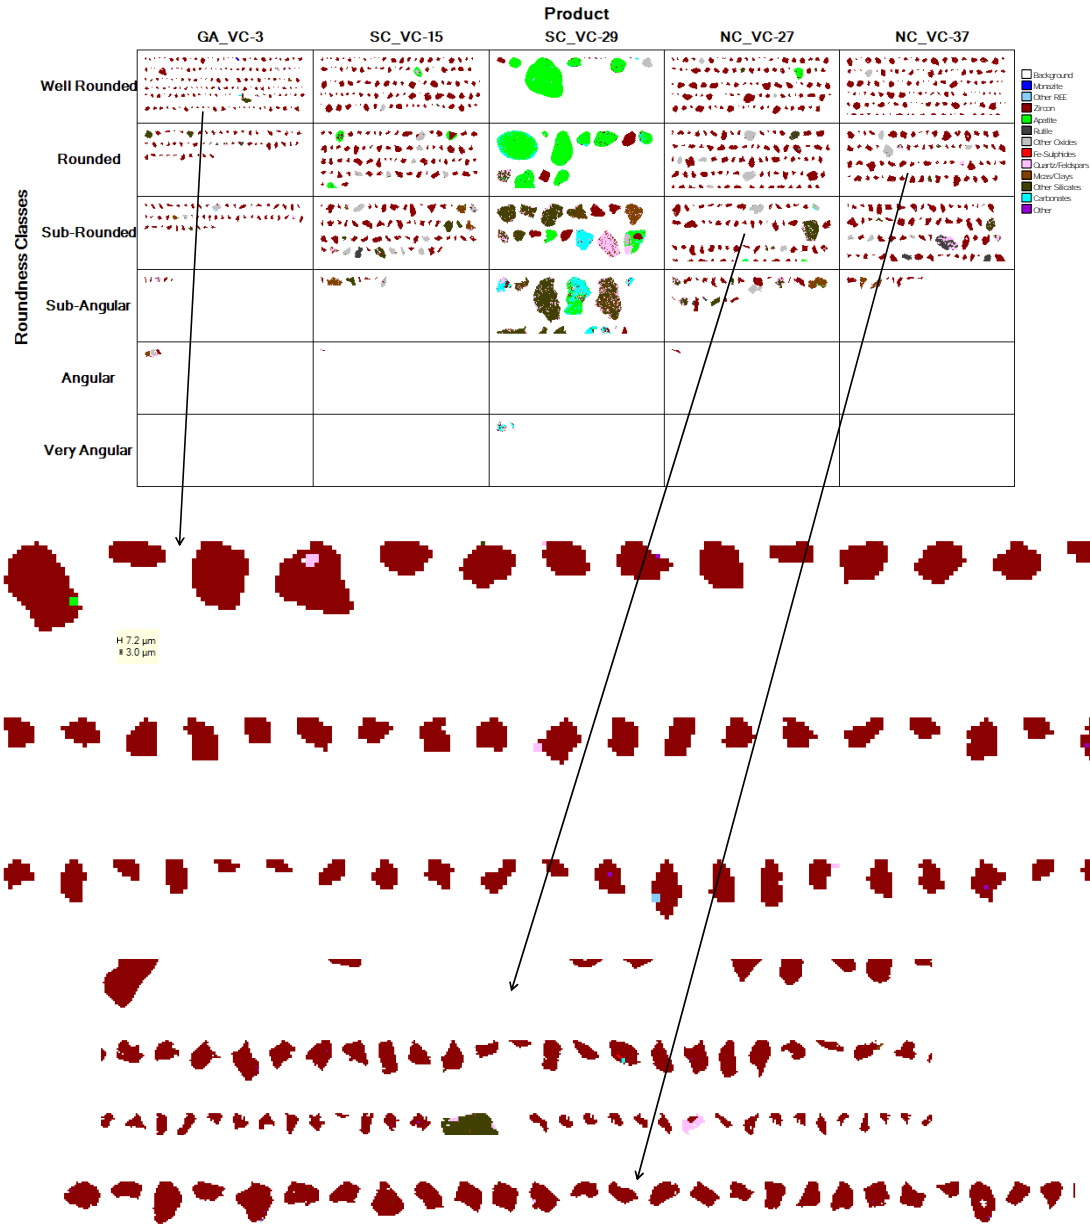 Product
GA_VC-3 SC_VC-15 SC_VC-29 NC_VC-27 NC_VC-37
Roundness Classes
Well Rounded
Rounded
Sub-Rounded
Sub-Angular
Angular
Very Angular
Background
Monazite
Other REE
Zircon
Apatite
Rutile
Other Oxides
Fe-Sulphides
Quartz/Feldspars
Micas/Clays
Other Silicates
Carbonates
Other
H 7.2 µm
3.0 µm